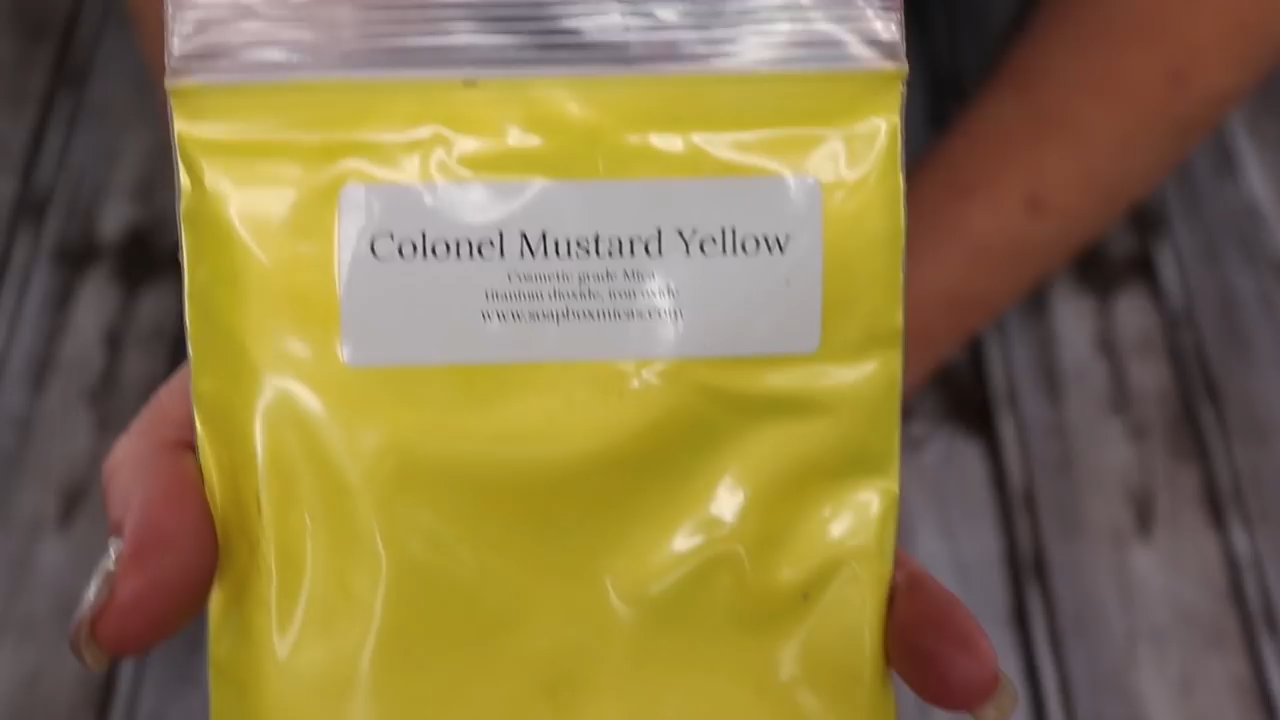 Colonel Mustard Yellow
Cosmetic grade Mica
titanium dioxide, iron oxide
www.soapboxmicas.com